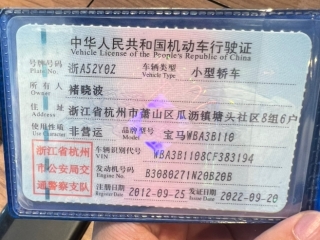 中华人民共和国机动车行驶证
Vehicle License of the People's Republic of China
号牌号码 浙A52Y0Z 车辆类型 小型轿车
Plate No. Vehicle Type
所有人 褚晓波
Owner
住址 浙江省杭州市萧山区瓜沥镇塘头社区8组6户
Address
使用性质 非营运 品牌型号 宝马WBA3B110
Use Character Model
浙江省杭州 车辆识别代号 WBA3B1108CF383194
VIN
市公安局交 发动机号码 B3080271N20B20B
Engine No.
通警察支队 注册日期 2012-09-25 发证日期 2022-09-20
Register Date Issue Date